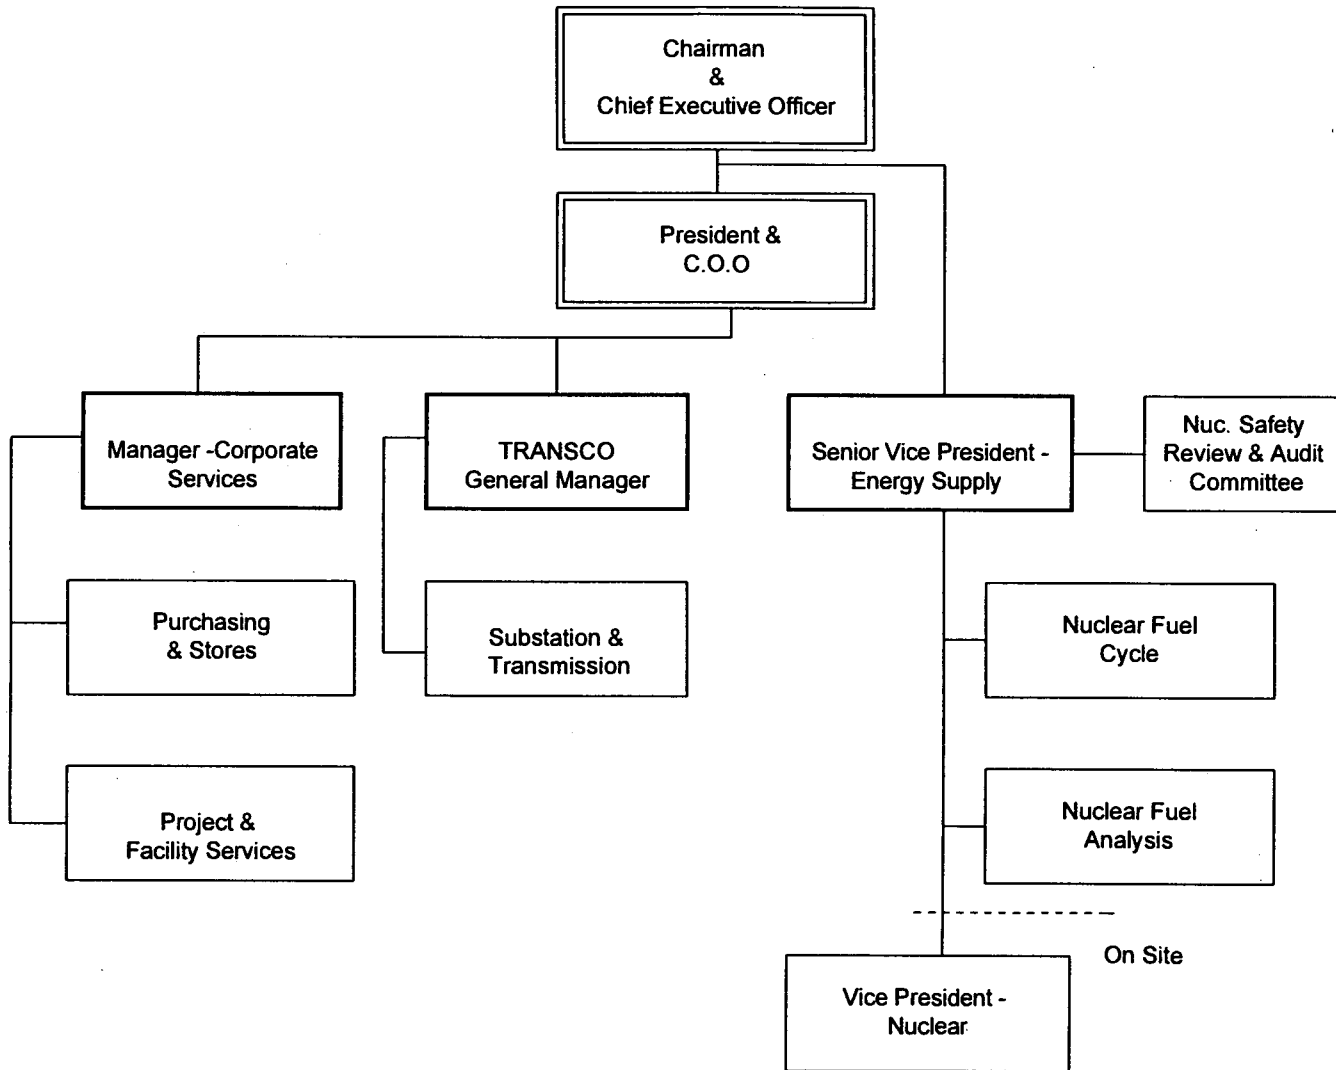 Chairman
&
Chief Executive Officer
President &
C.O.O
Manager -Corporate
Services
TRANSCO
General Manager
Senior Vice President -
Energy Supply
Nuc. Safety
Review & Audit
Committee
Purchasing
& Stores
Substation &
Transmission
Nuclear Fuel
Cycle
Project &
Facility Services
Nuclear Fuel
Analysis
On Site
Vice President -
Nuclear